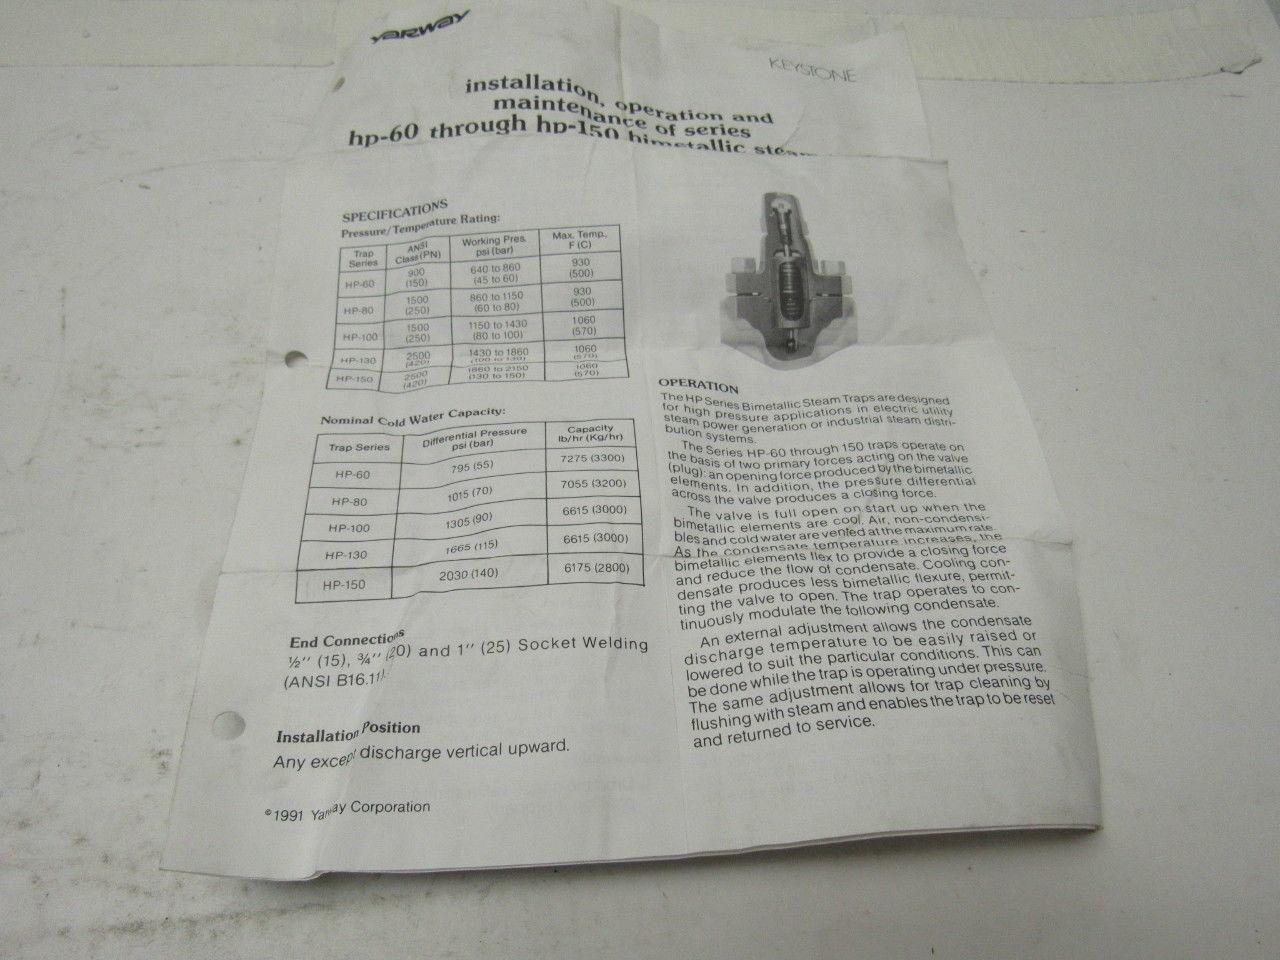 YARWAY
KEYSTONE
installation, operation and
maintenance of series
hp-60 through hp-150 bimetallic
SPECIFICATIONS
Pressure/Temperature Rating:
Trap Series | ANSI Class (PN) | Working Pres. psi (bar) | Max. Temp. F (C)
HP-60 | 900 (150) | 640 to 860 (45 to 60) | 930 (500)
HP-80 | 1500 (250) | 860 to 1150 (60 to 80) | 930 (500)
HP-100 | 1500 (250) | 1150 to 1430 (80 to 100) | 1060 (570)
HP-130 | 2500 (420) | 1430 to 1860 (100 to 130) | 1060 (570)
HP-150 | 2500 (420) | 1860 to 2150 (130 to 150) | 1060 (570)
Nominal Cold Water Capacity:
Trap Series | Differential Pressure psi (bar) | Capacity lb/hr (Kg/hr)
HP-60 | 795 (55) | 7275 (3300)
HP-80 | 1015 (70) | 7055 (3200)
HP-100 | 1305 (90) | 6615 (3000)
HP-130 | 1665 (115) | 6615 (3000)
HP-150 | 2030 (140) | 6175 (2800)
End Connections
½" (15), ¾" (20) and 1" (25) Socket Welding
(ANSI B16.11).
Installation Position
Any except discharge vertical upward.
©1991 Yarway Corporation
OPERATION
The HP Series Bimetallic Steam Traps are designed
for high pressure applications in electric utility
steam power generation or industrial steam distri-
bution systems.
The Series HP-60 through 150 traps operate on
the basis of two primary forces acting on the valve
(plug): an opening force produced by the bimetallic
elements. In addition, the pressure differential
across the valve produces a closing force.
The valve is full open on start up when the
bimetallic elements are cool. Air, non-condensi-
bles and cold water are vented at the maximum rate.
As the condensate temperature increases, the
bimetallic elements flex to provide a closing force
and reduce the flow of condensate. Cooling con-
densate produces less bimetallic flexure, permit-
ting the valve to open. The trap operates to con-
tinuously modulate the following condensate.
An external adjustment allows the condensate
discharge temperature to be easily raised or
lowered to suit the particular conditions. This can
be done while the trap is operating under pressure.
The same adjustment allows for trap cleaning by
flushing with steam and enables the trap to be reset
and returned to service.